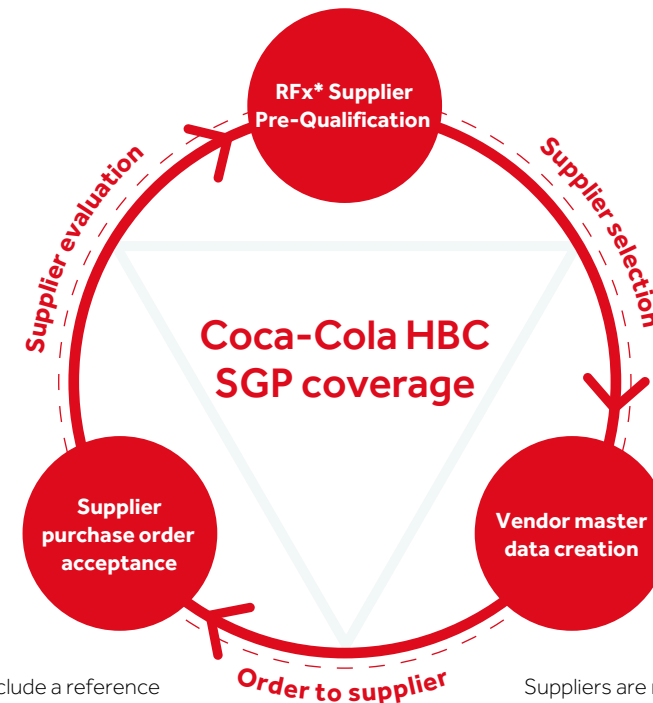 RFx* Supplier
Pre-Qualification
Supplier evaluation
Supplier selection
Coca-Cola HBC
SGP coverage
Supplier
purchase order
acceptance
Vendor master
data creation
Order to supplier
clude a reference
Suppliers are